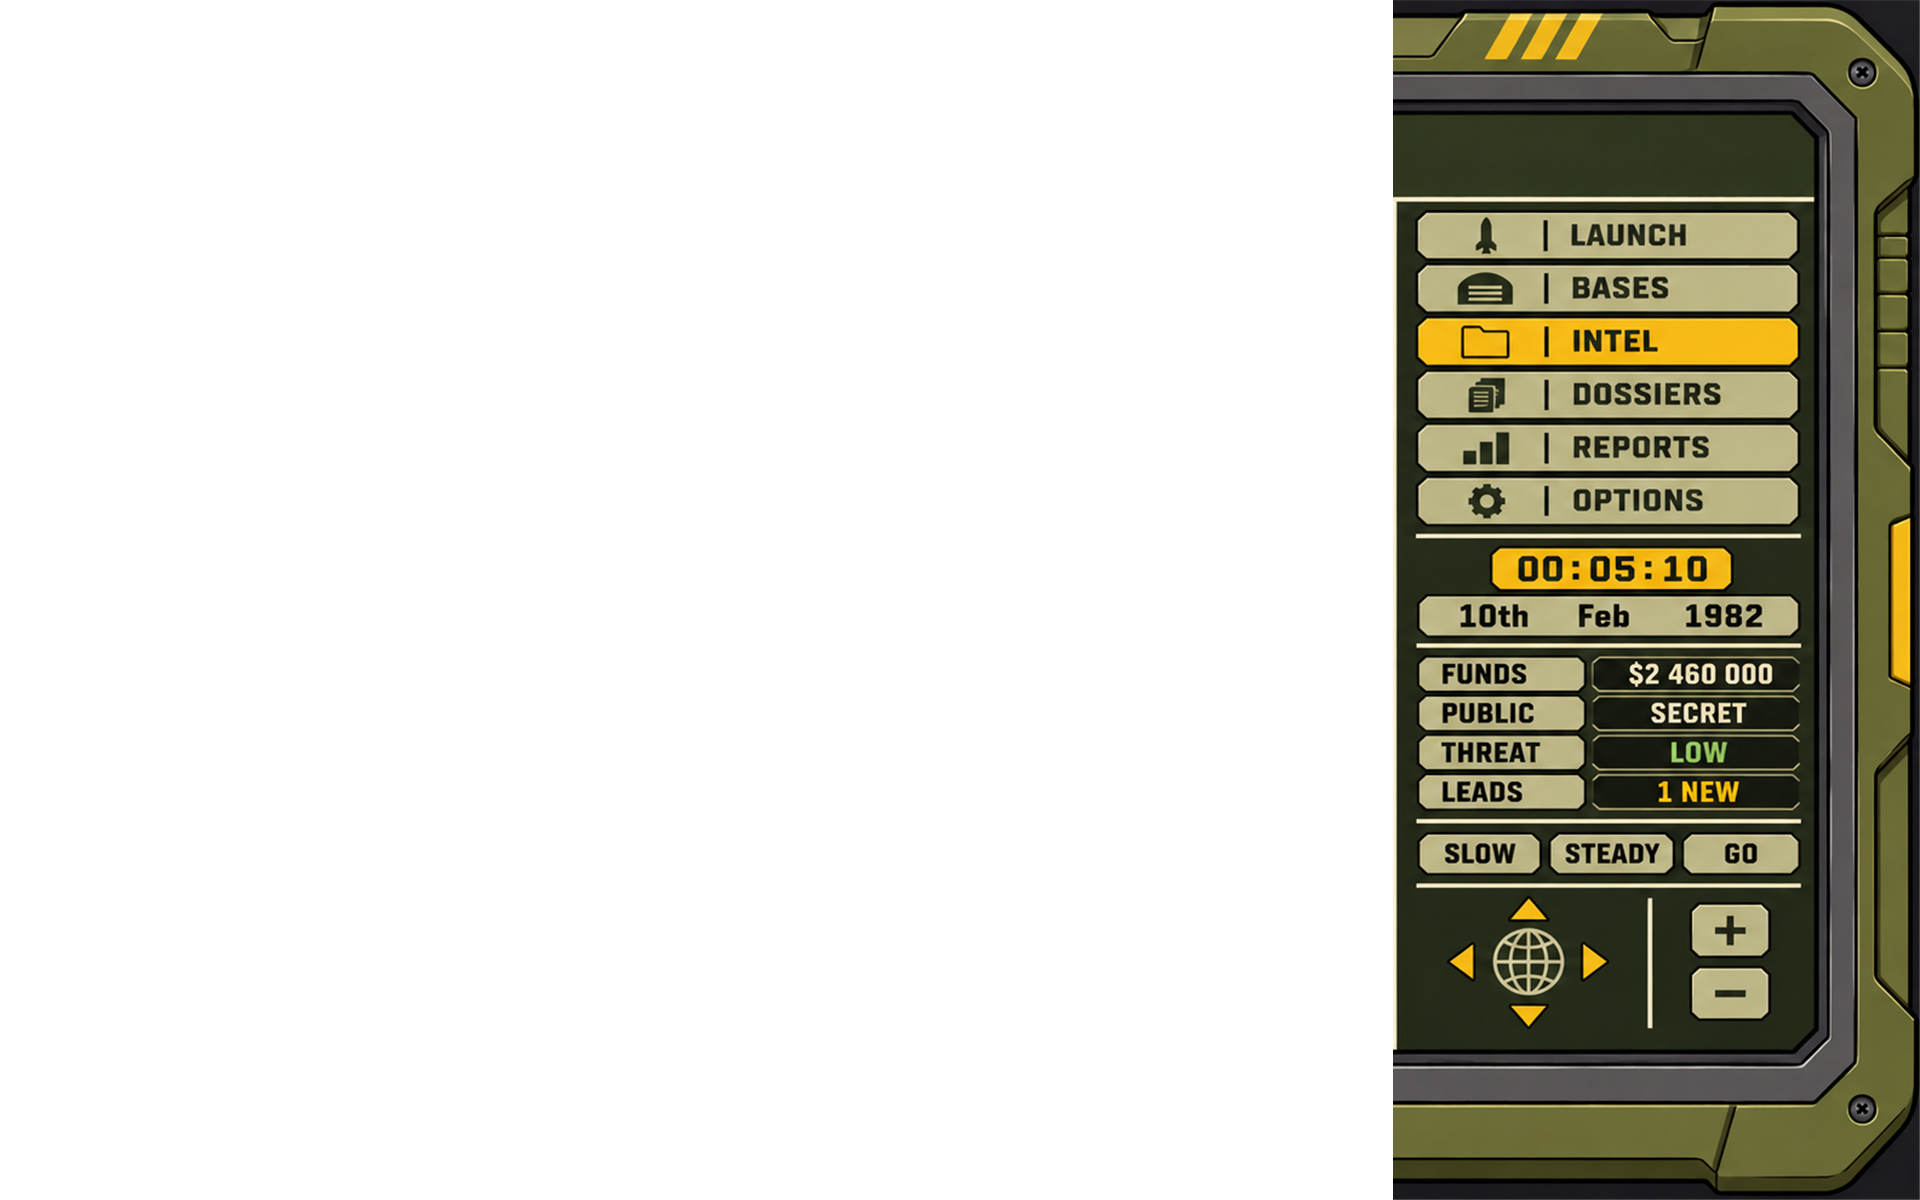 LAUNCH
BASES
INTEL
DOSSIERS
REPORTS
OPTIONS
00:05:10
10th Feb 1982
FUNDS $2 460 000
PUBLIC SECRET
THREAT LOW
LEADS 1 NEW
SLOW STEADY GO
+
−